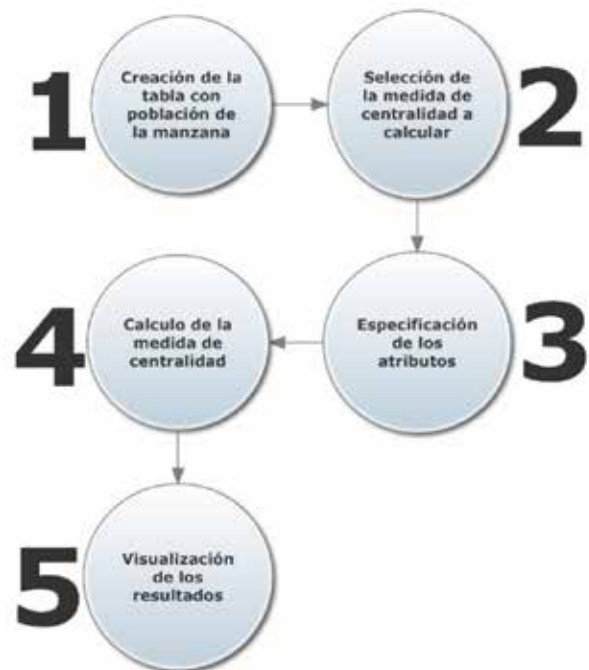 1
Creación de la
tabla con
población de
la manzana
Selección de
la medida de
centralidad a
calcular
2
Especificación
de los
atributos
3
4
Calculo de la
medida de
centralidad
5
Visualización
de los
resultados